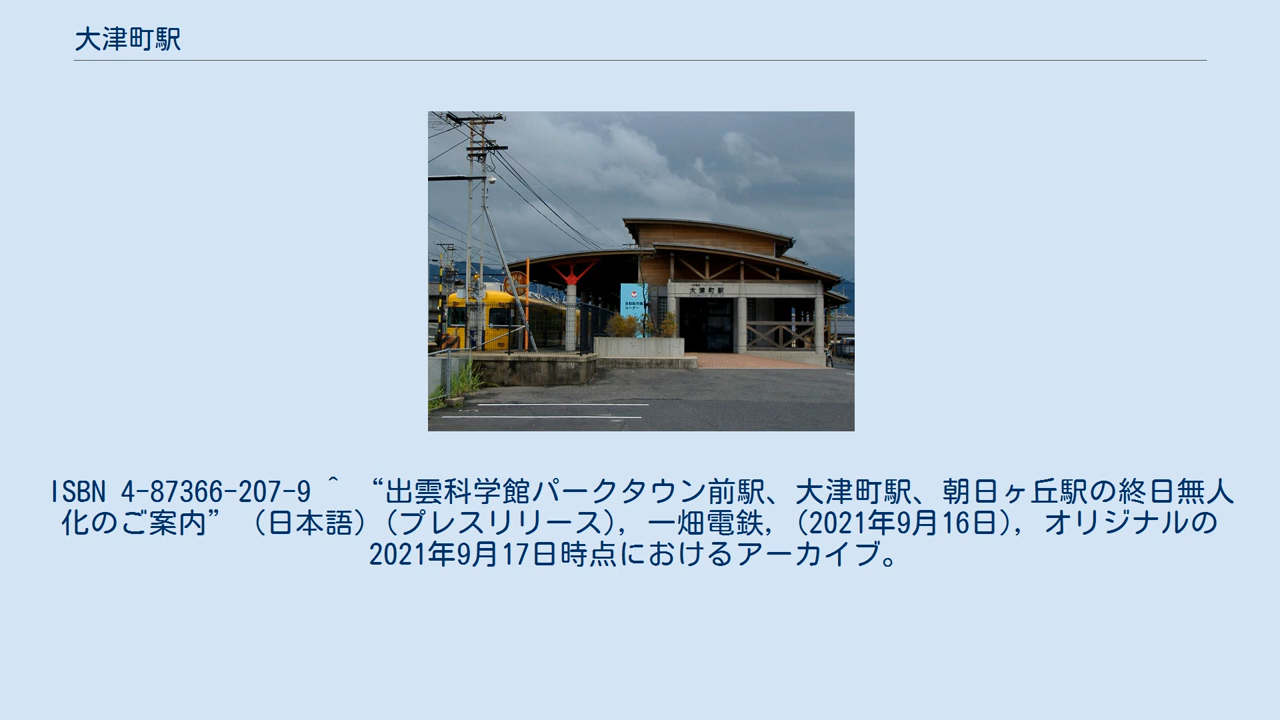 大津町駅
大津町駅
ISBN 4-87366-207-9 ^ “出雲科学館パークタウン前駅、大津町駅、朝日ヶ丘駅の終日無人
化のご案内” (日本語) (プレスリリース), 一畑電鉄, (2021年9月16日), オリジナルの
2021年9月17日時点におけるアーカイブ。